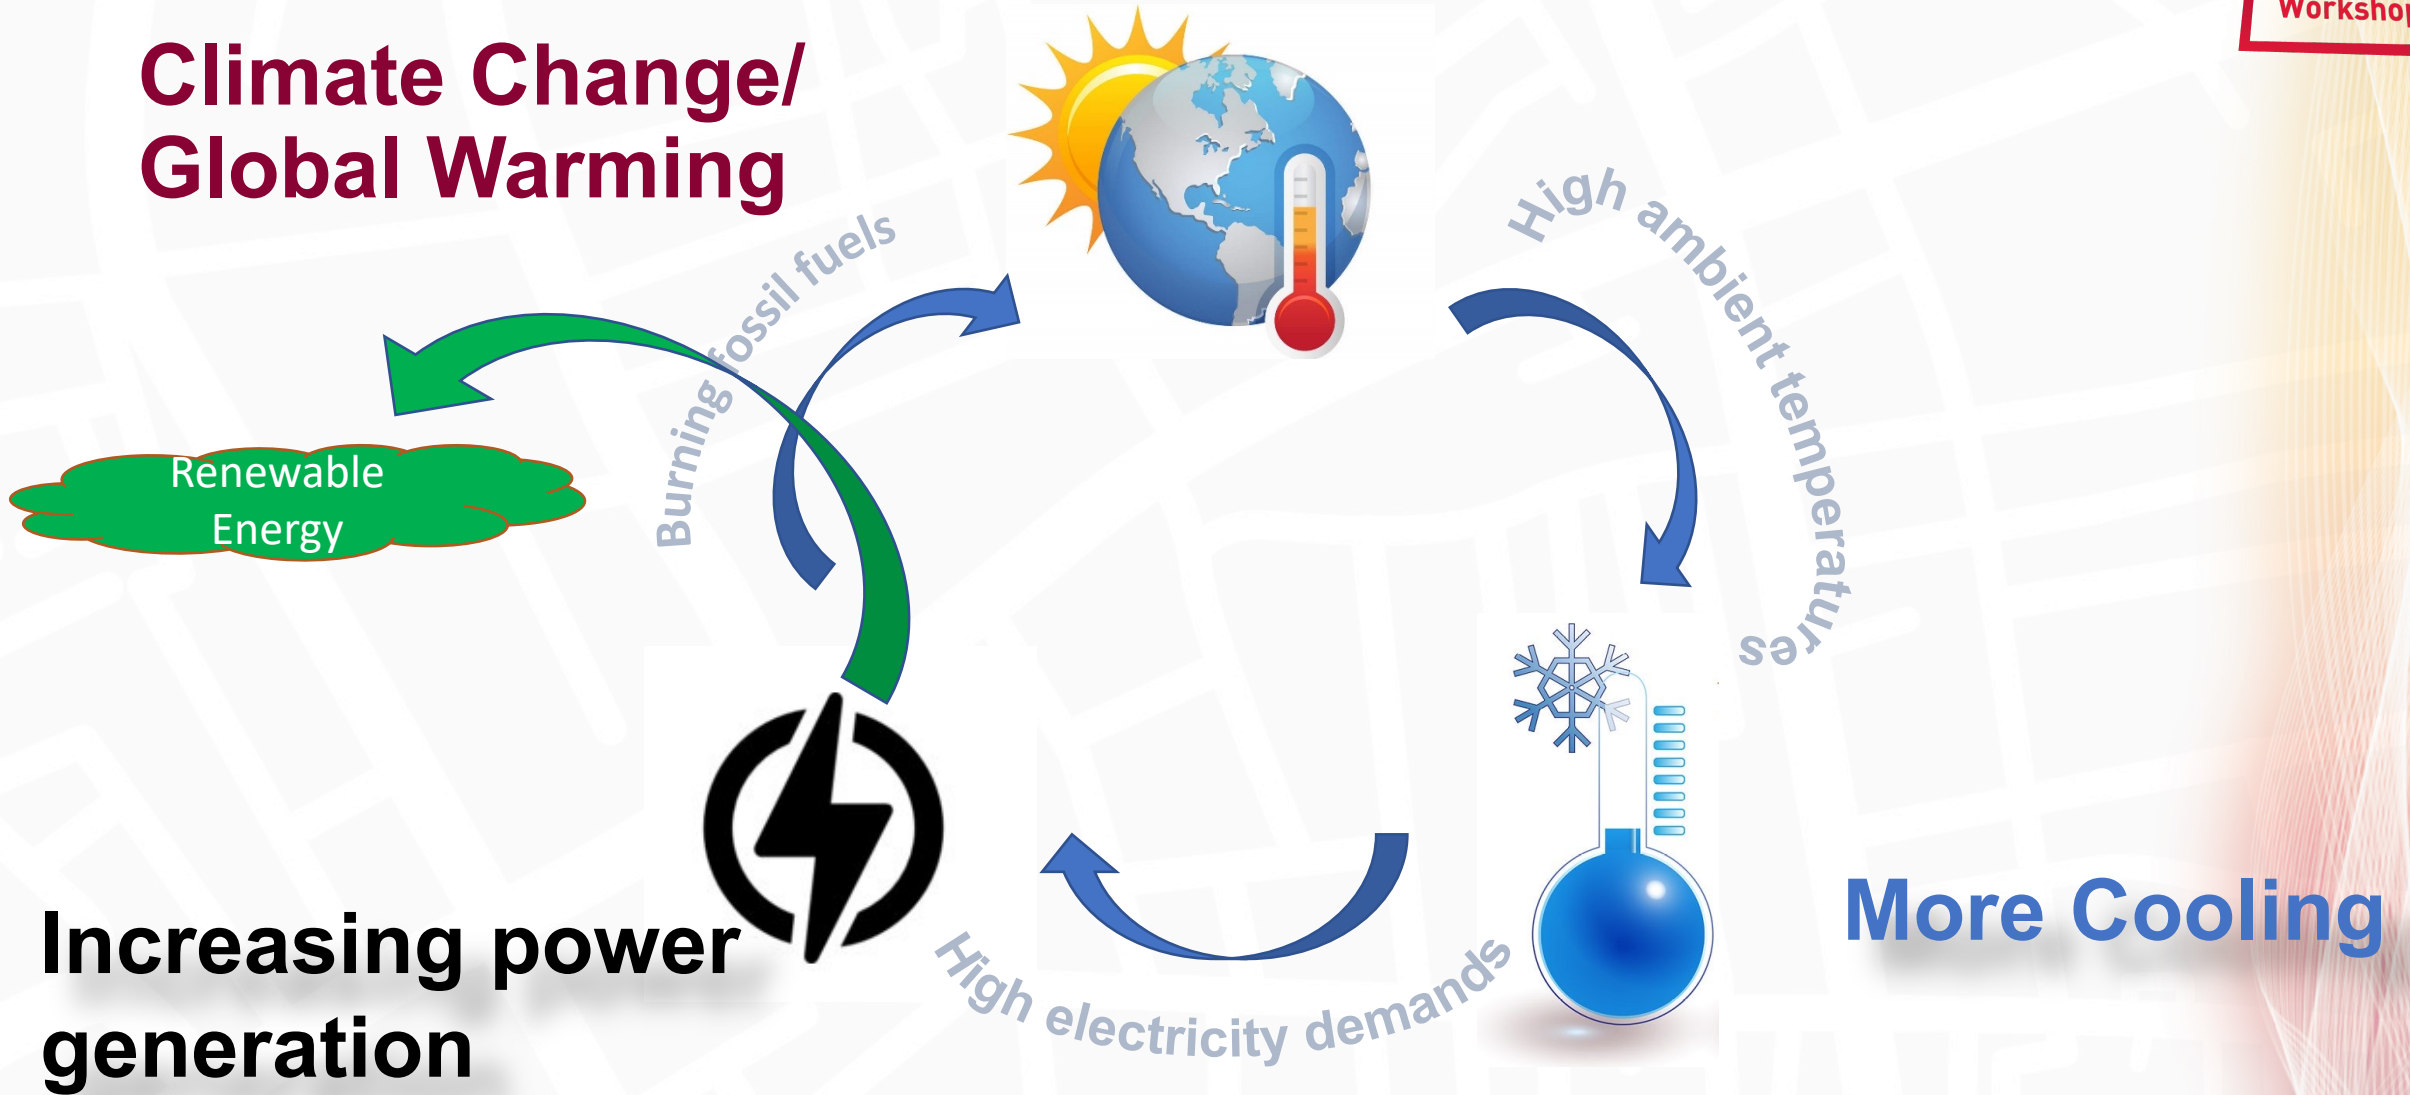 Workshop
Climate Change/
Global Warming
Burning fossil fuels
High ambient temperatures
Renewable
Energy
More Cooling
Increasing power
generation
High electricity demands